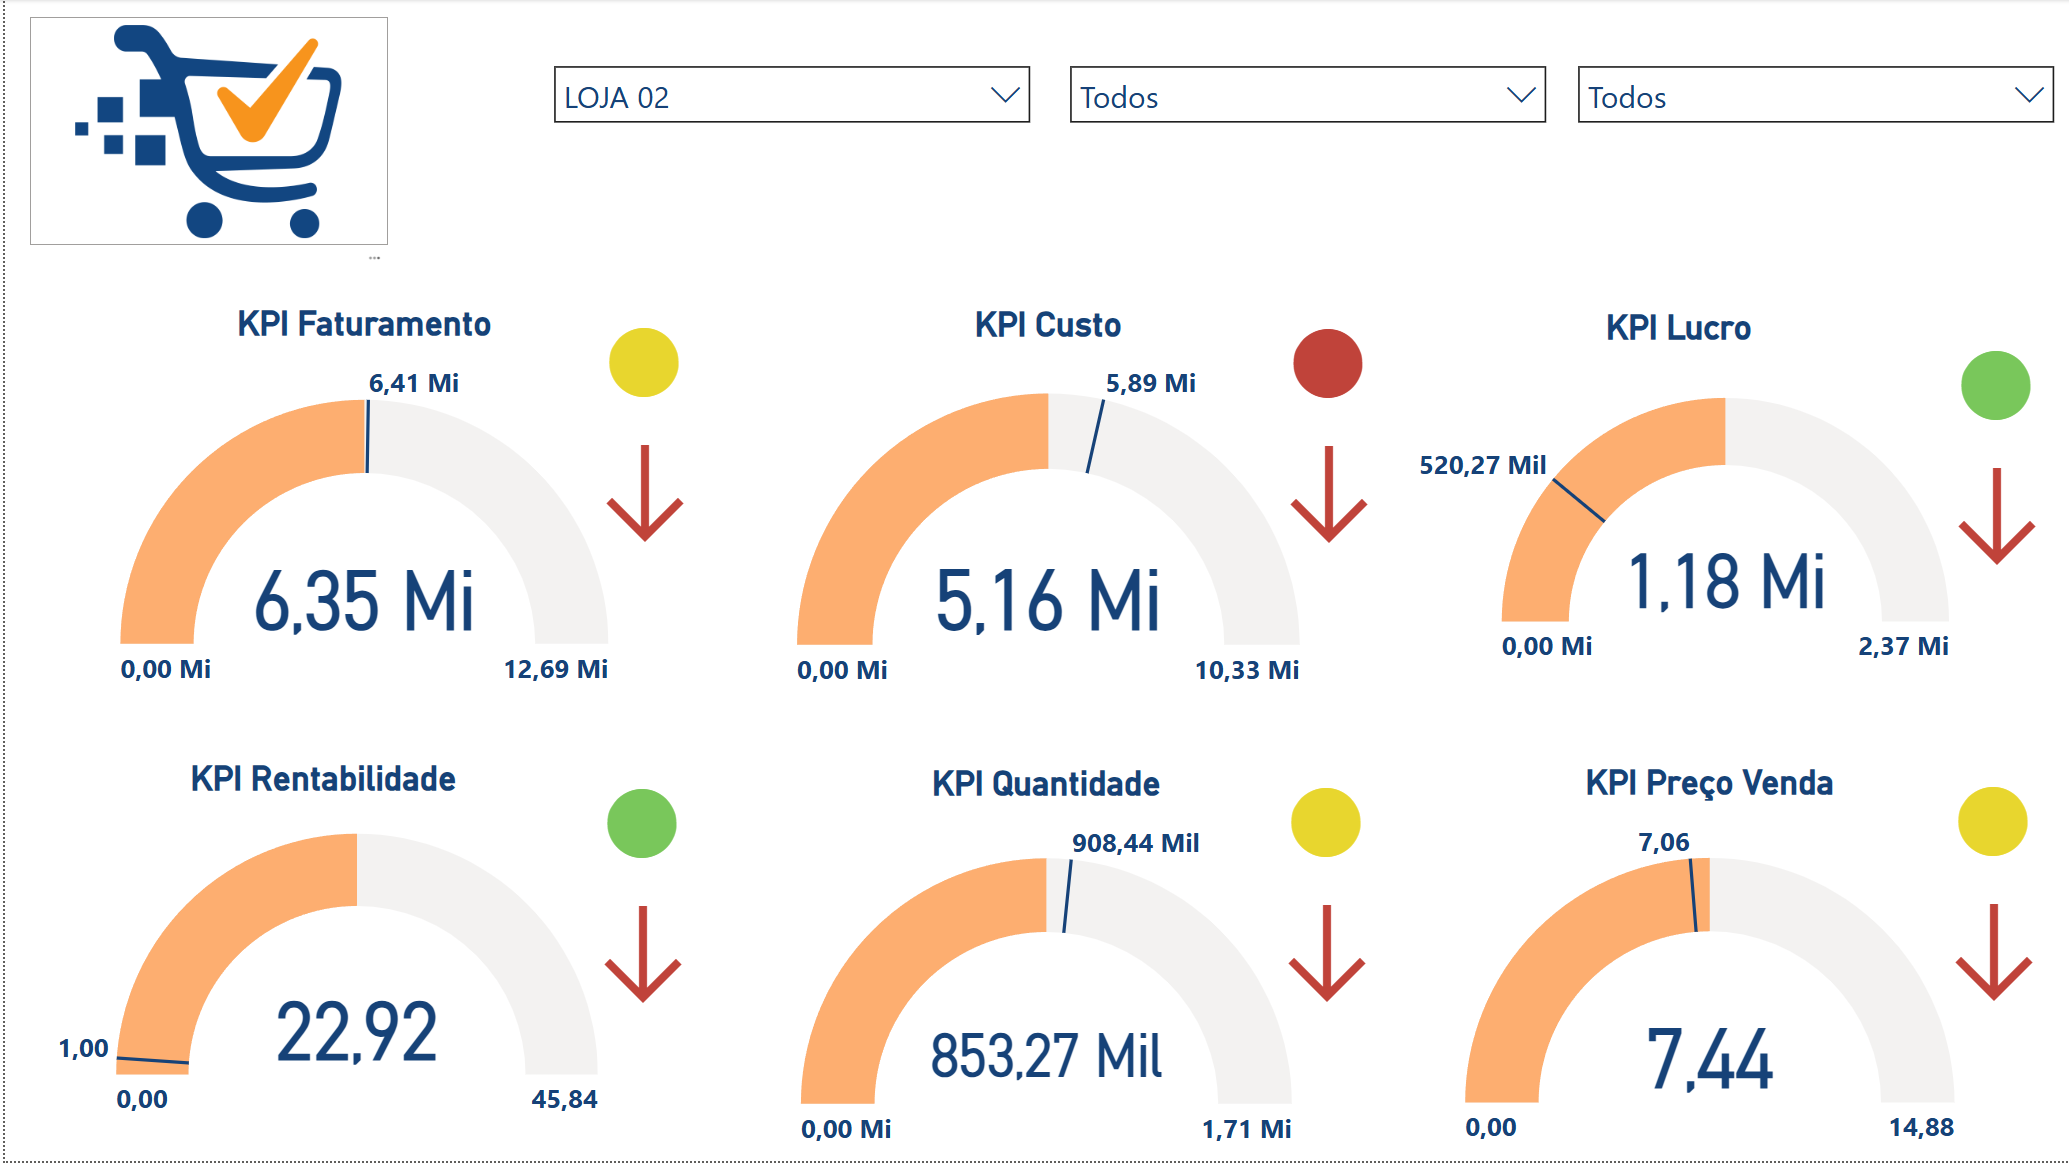 LOJA 02
Todos
Todos
KPI Faturamento
6,41 Mi
6,35 Mi
0,00 Mi
12,69 Mi
KPI Custo
5,89 Mi
5,16 Mi
0,00 Mi
10,33 Mi
KPI Lucro
520,27 Mil
1,18 Mi
0,00 Mi
2,37 Mi
KPI Rentabilidade
1,00
22,92
0,00
45,84
KPI Quantidade
908,44 Mil
853,27 Mil
0,00 Mi
1,71 Mi
KPI Preço Venda
7,06
7,44
0,00
14,88